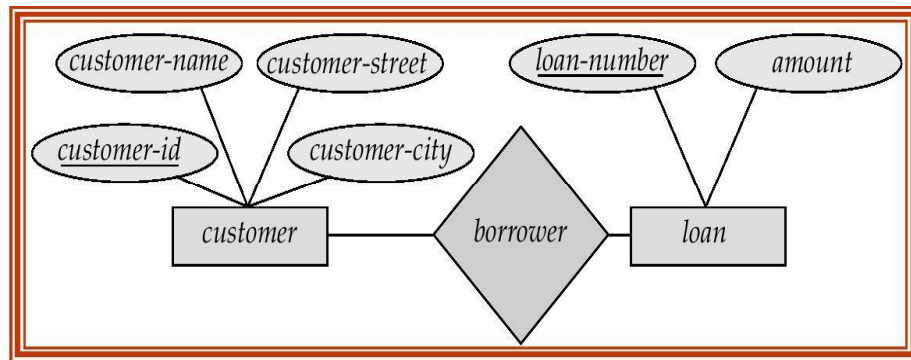 customer-name
customer-street
loan-number
amount
customer-id
customer-city
customer
borrower
loan